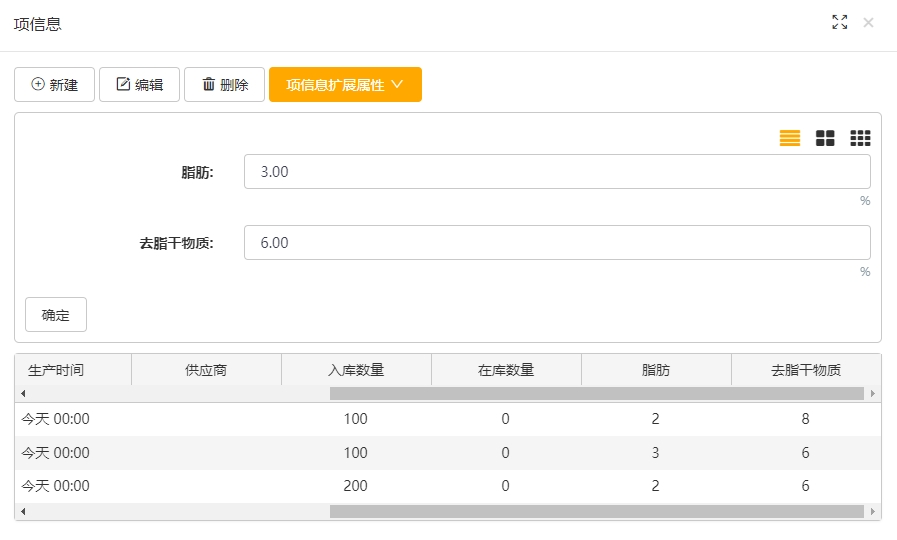 项信息
新建 编辑 删除 项信息扩展属性
脂肪: 3.00
%
去脂干物质: 6.00
%
确定
生产时间 供应商 入库数量 在库数量 脂肪 去脂干物质
今天 00:00 100 0 2 8
今天 00:00 100 0 3 6
今天 00:00 200 0 2 6